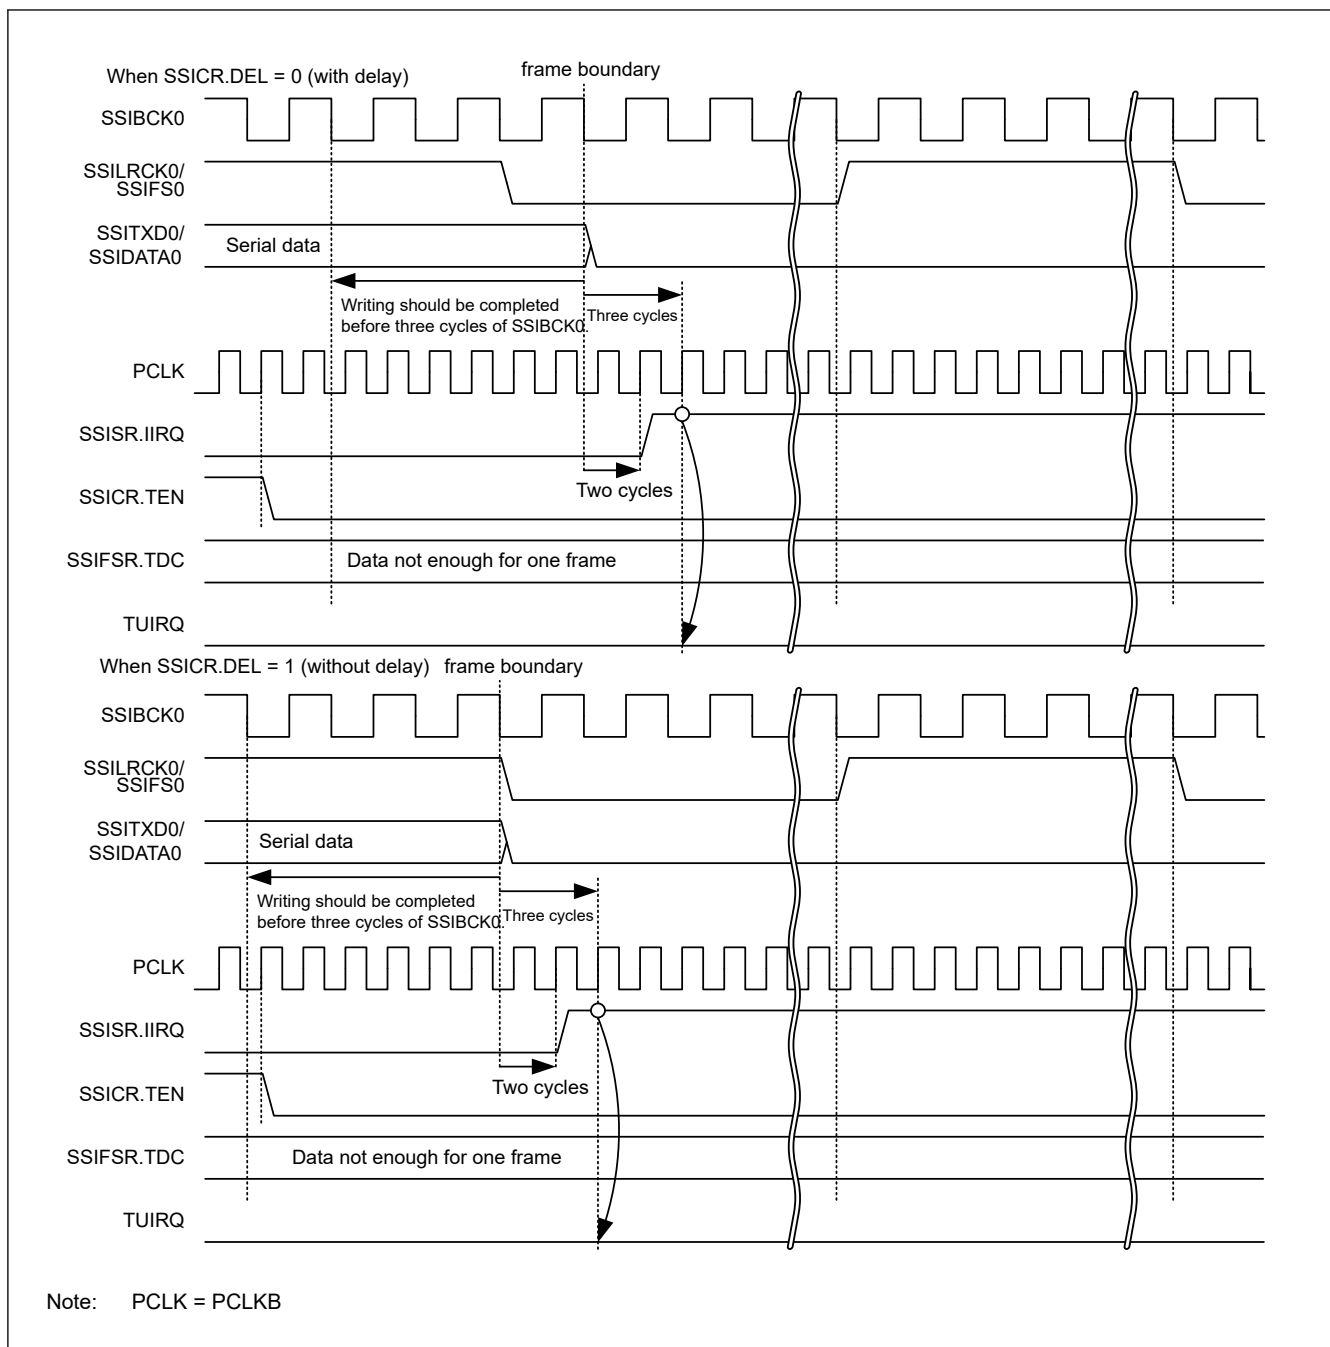 When SSICR.DEL = 0 (with delay)
frame boundary
SSIBCK0
SSILRCK0/
SSIFS0
SSITXD0/
SSIDATA0
Serial data
Writing should be completed
before three cycles of SSIBCK0.
Three cycles
PCLK
SSISR.IIRQ
Two cycles
SSICR.TEN
SSIFSR.TDC
Data not enough for one frame
TUIRQ
When SSICR.DEL = 1 (without delay)
frame boundary
SSIBCK0
SSILRCK0/
SSIFS0
SSITXD0/
SSIDATA0
Serial data
Writing should be completed
before three cycles of SSIBCK0.
Three cycles
PCLK
SSISR.IIRQ
Two cycles
SSICR.TEN
SSIFSR.TDC
Data not enough for one frame
TUIRQ
Note: PCLK = PCLKB